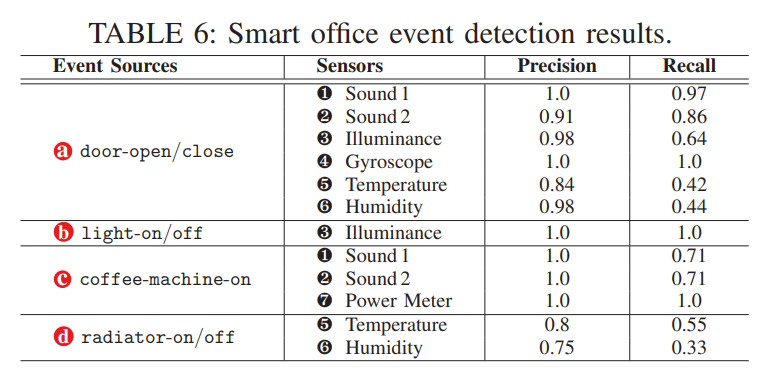 TABLE 6: Smart office event detection results.
Event Sources Sensors Precision Recall
❶ Sound 1 1.0 0.97
❷ Sound 2 0.91 0.86
❸ Illuminance 0.98 0.64
ⓐ door-open/close ❹ Gyroscope 1.0 1.0
❺ Temperature 0.84 0.42
❻ Humidity 0.98 0.44
ⓑ light-on/off ❸ Illuminance 1.0 1.0
❶ Sound 1 1.0 0.71
ⓒ coffee-machine-on ❷ Sound 2 1.0 0.71
❼ Power Meter 1.0 1.0
ⓓ radiator-on/off ❺ Temperature 0.8 0.55
❻ Humidity 0.75 0.33